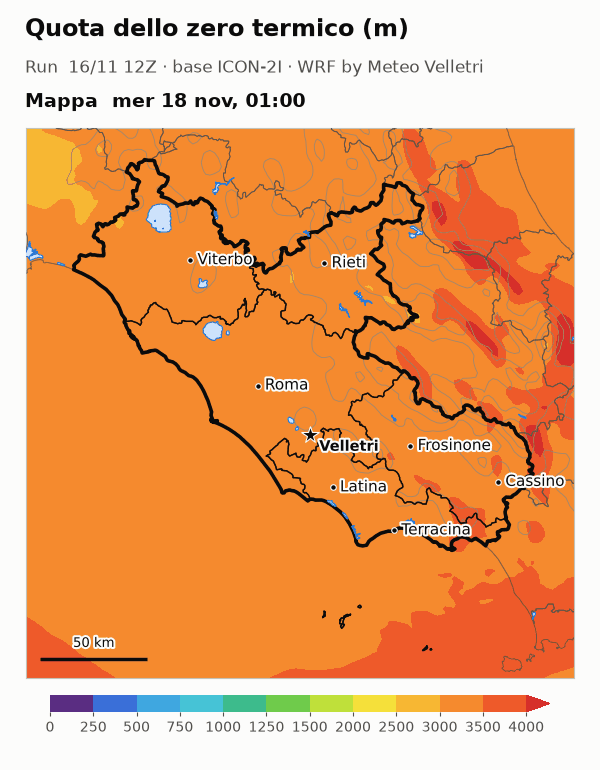 Quota dello zero termico (m)
Run  16/11 12Z · base ICON-2I · WRF by Meteo Velletri
Mappa  mer 18 nov, 01:00
Viterbo
Rieti
Roma
Velletri
Frosinone
Latina
Cassino
Terracina
50 km
0 250 500 750 1000 1250 1500 2000 2500 3000 3500 4000